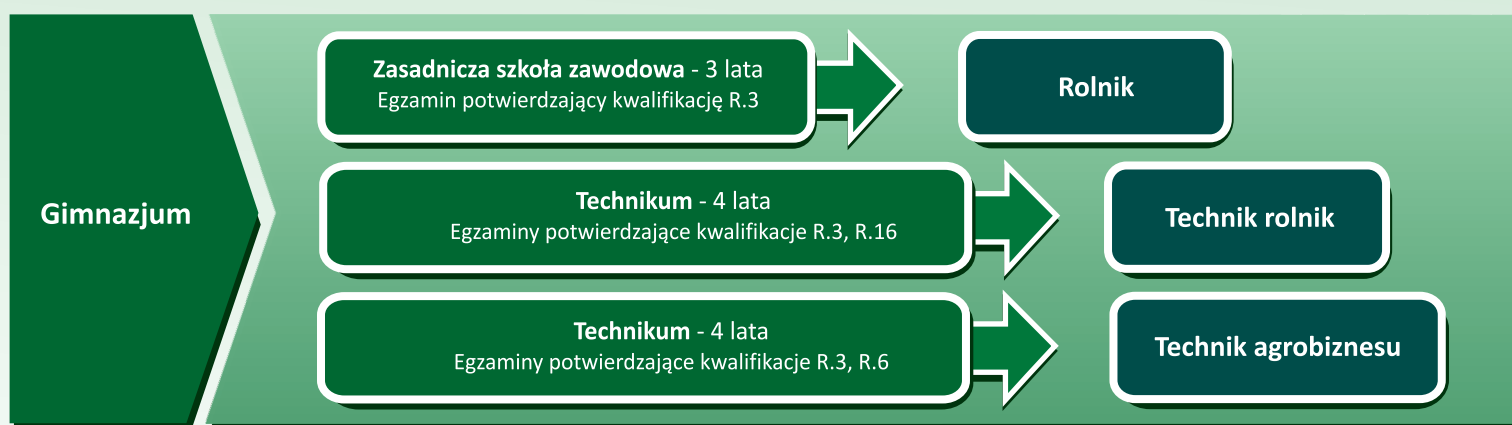 Gimnazjum
Zasadnicza szkoła zawodowa - 3 lata
Egzamin potwierdzający kwalifikację R.3
Rolnik
Technikum - 4 lata
Egzaminy potwierdzające kwalifikacje R.3, R.16
Technik rolnik
Technikum - 4 lata
Egzaminy potwierdzające kwalifikacje R.3, R.6
Technik agrobiznesu